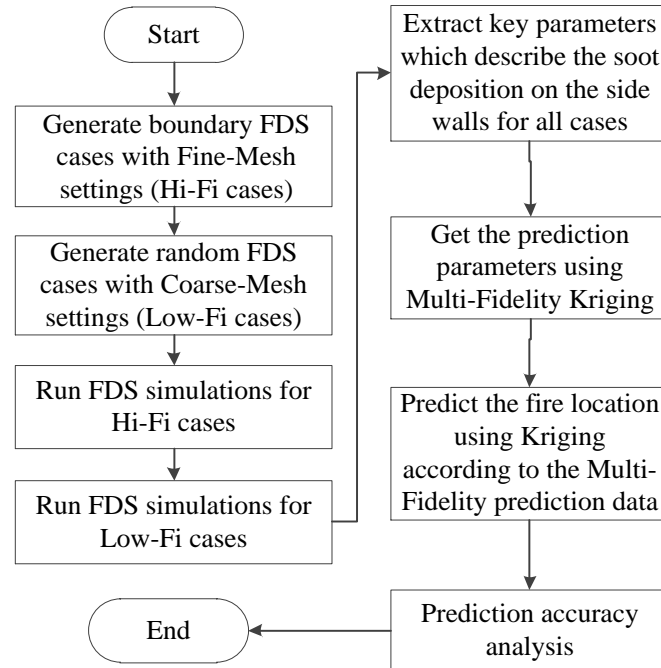 Start
Generate boundary FDS
cases with Fine-Mesh
settings (Hi-Fi cases)
Generate random FDS
cases with Coarse-Mesh
settings (Low-Fi cases)
Run FDS simulations for
Hi-Fi cases
Run FDS simulations for
Low-Fi cases
Extract key parameters
which describe the soot
deposition on the side
walls for all cases
Get the prediction
parameters using
Multi-Fidelity Kriging
Predict the fire location
using Kriging
according to the Multi-
Fidelity prediction data
Prediction accuracy
analysis
End